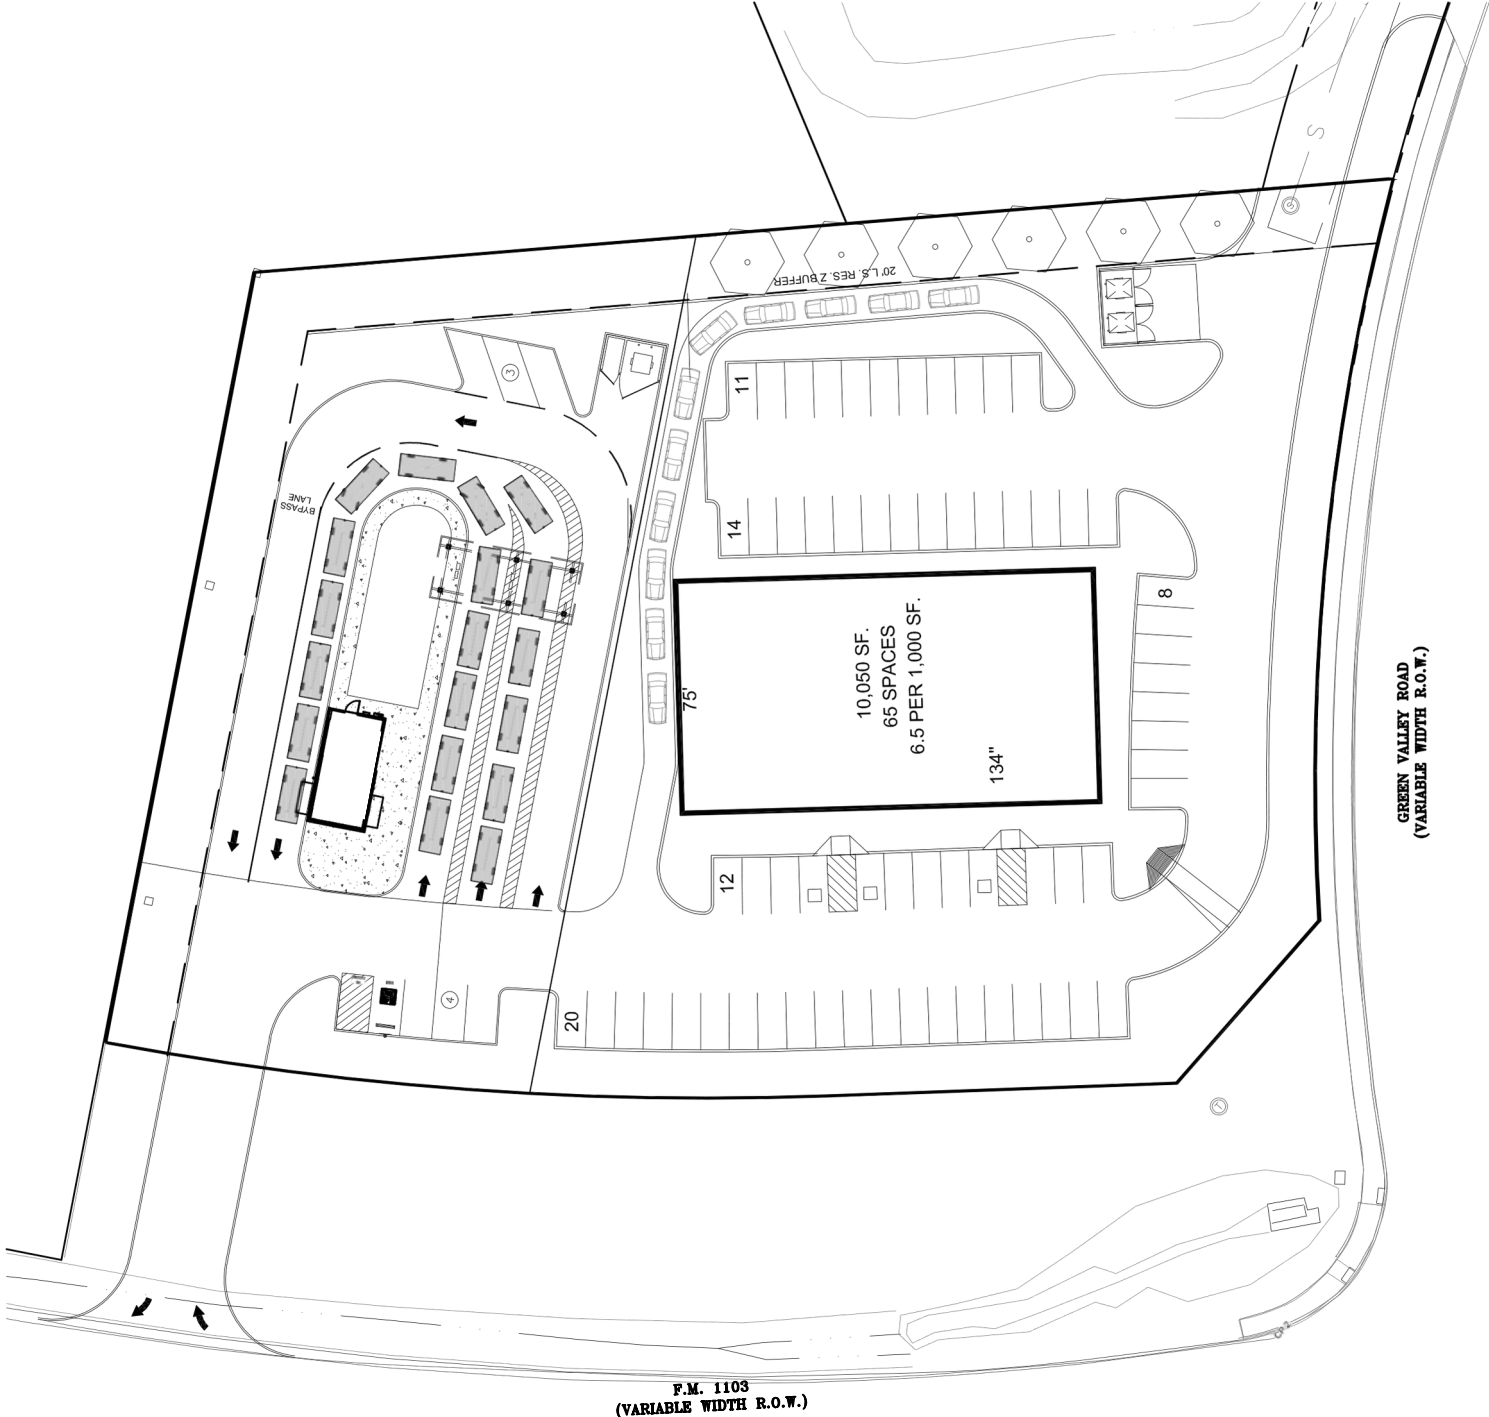 S
S
20' L.S. RES. Z BUFFER
3
11
BYPASS
LANE
14
8
10,050 SF.
65 SPACES
6.5 PER 1,000 SF.
75'
134"
GREEN VALLEY ROAD
(VARIABLE WIDTH R.O.W.)
12
4
20
T
F.M. 1103
(VARIABLE WIDTH R.O.W.)